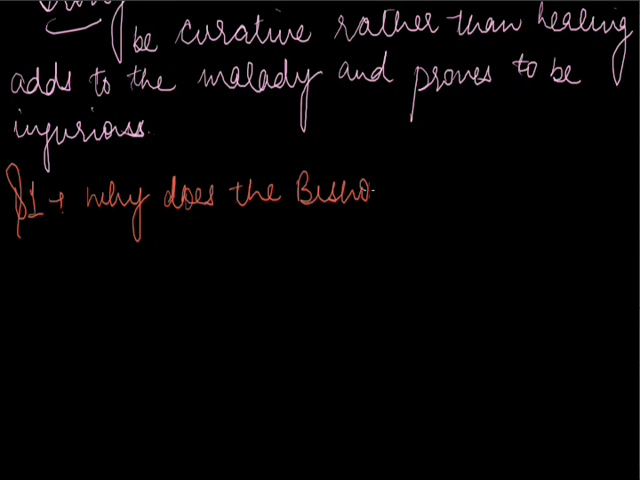 be curative rather than healing
adds to the malady and proves to be
injurious.
Q1 → why does the Bisho